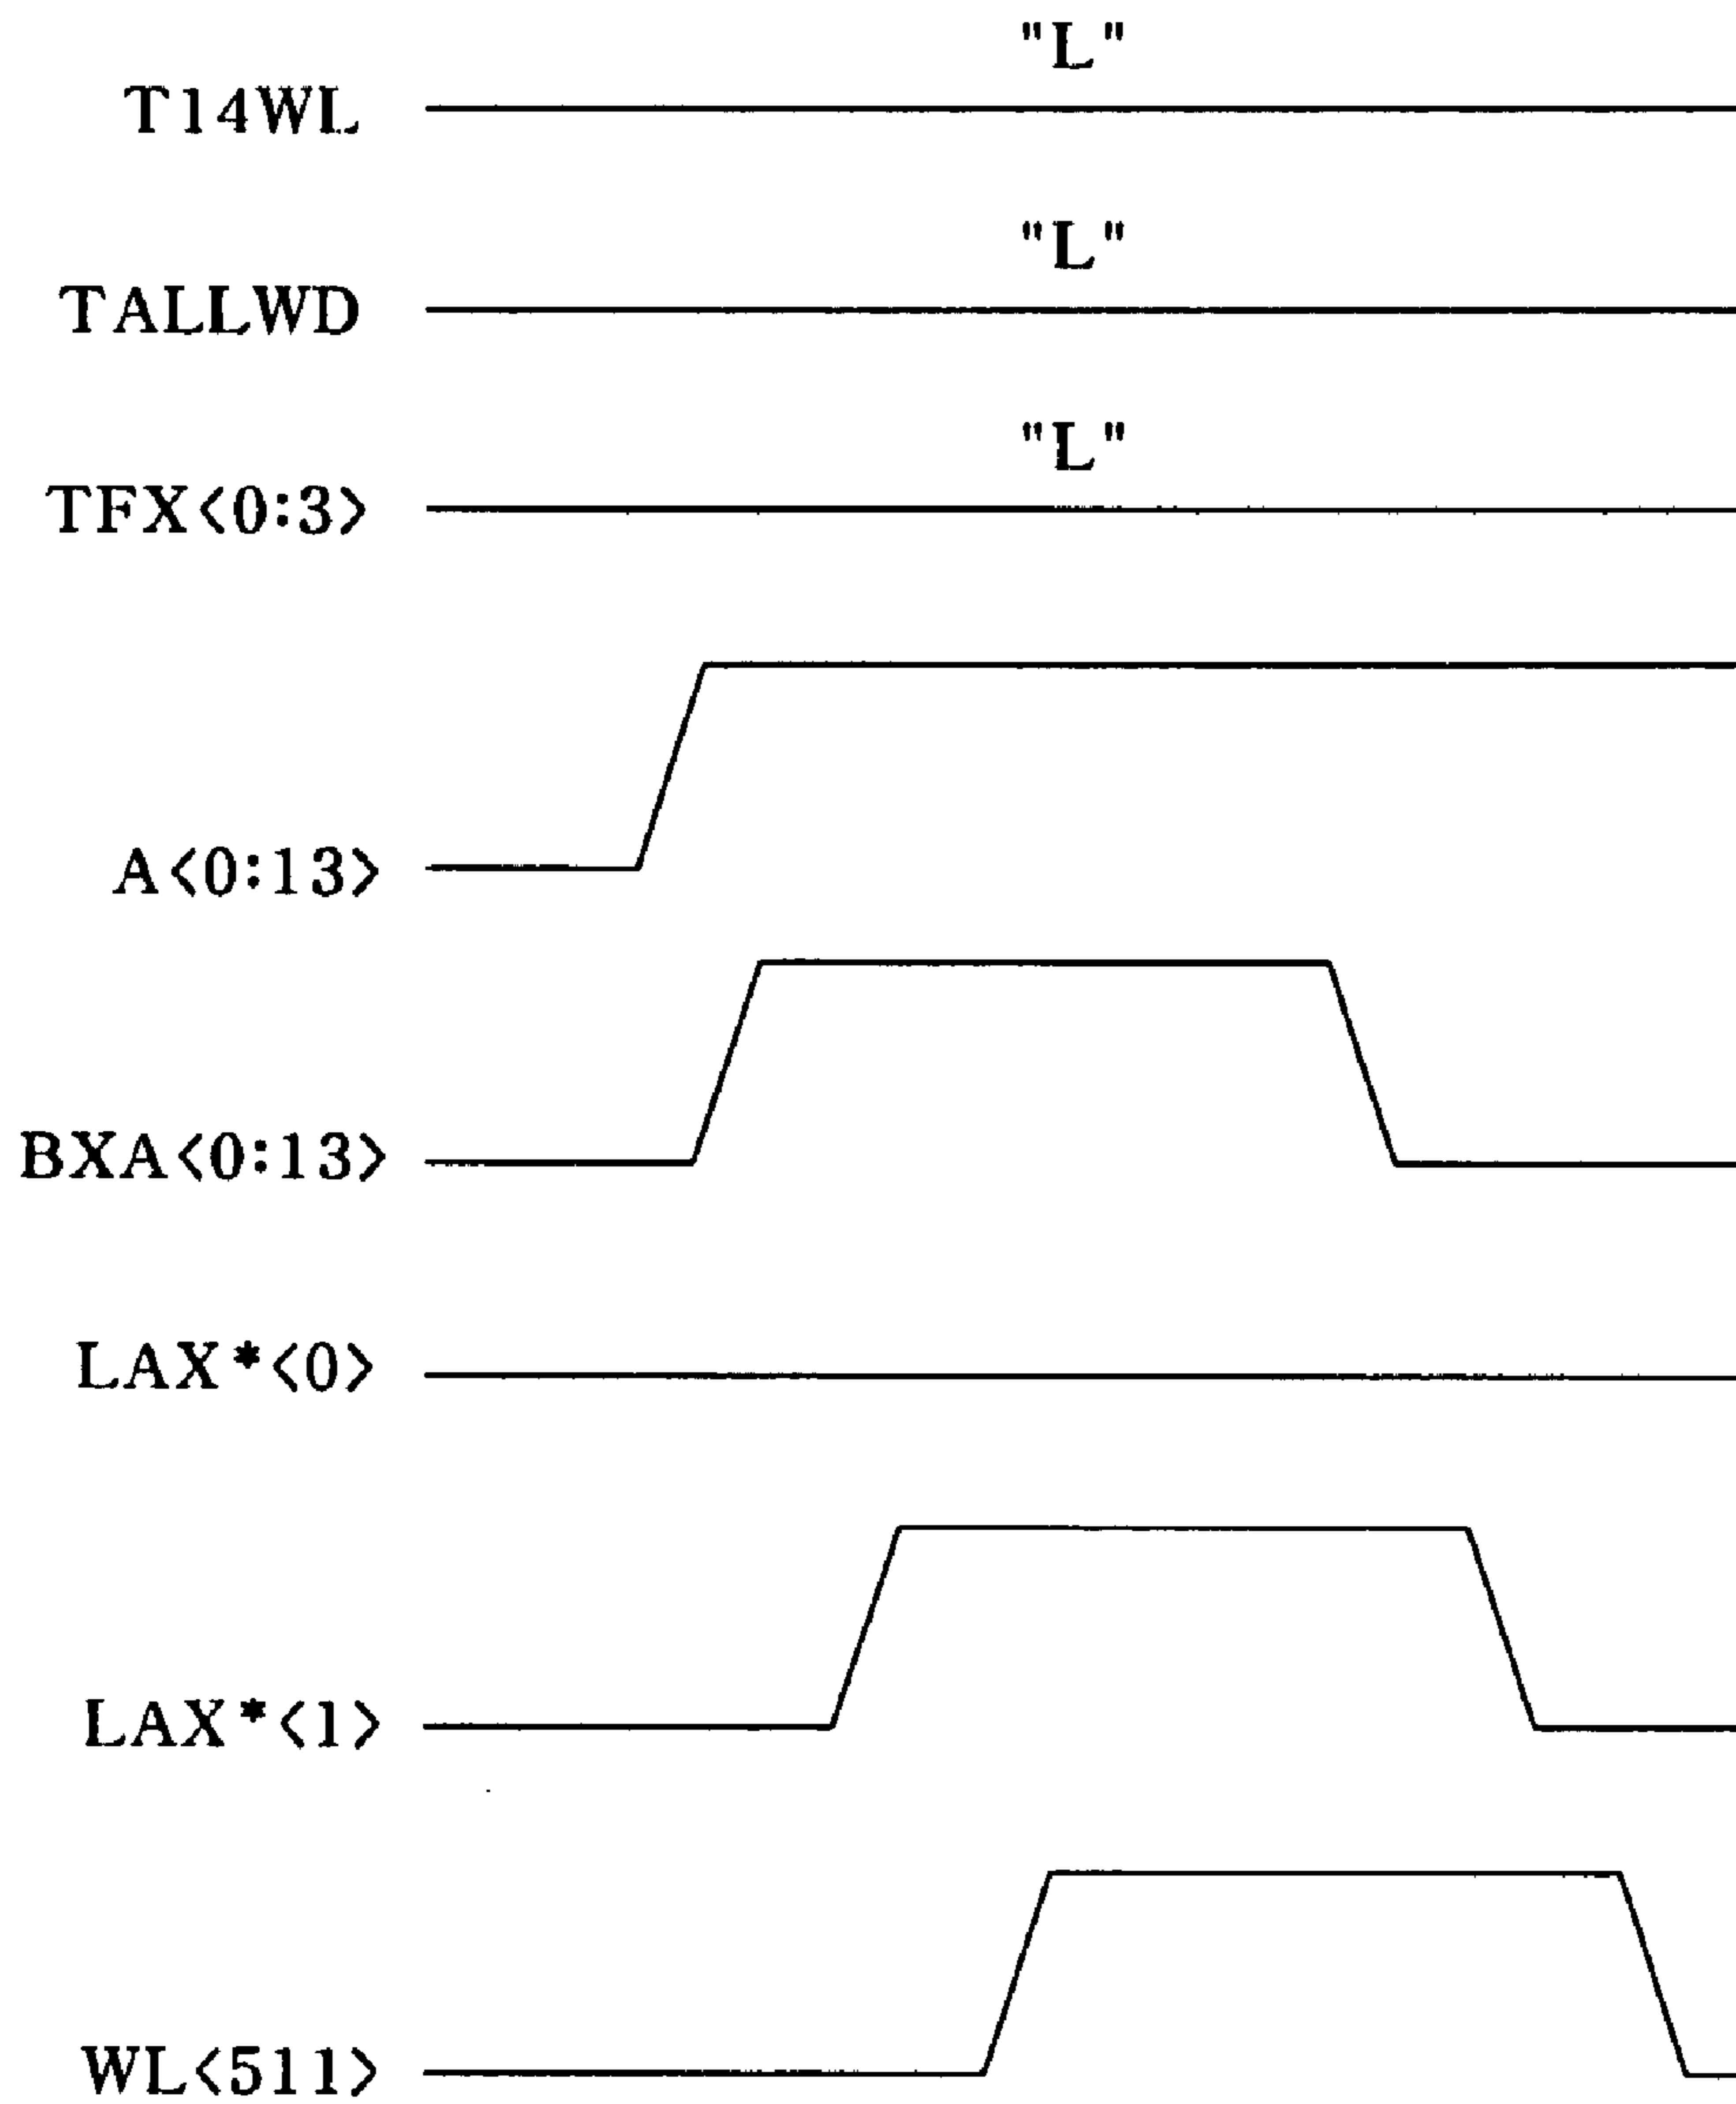 "L"
T14WL
"L"
TALLWD
"L"
TFX<0:3>
A<0:13>
BXA<0:13>
LAX*<0>
LAX*<1>
WL<511>